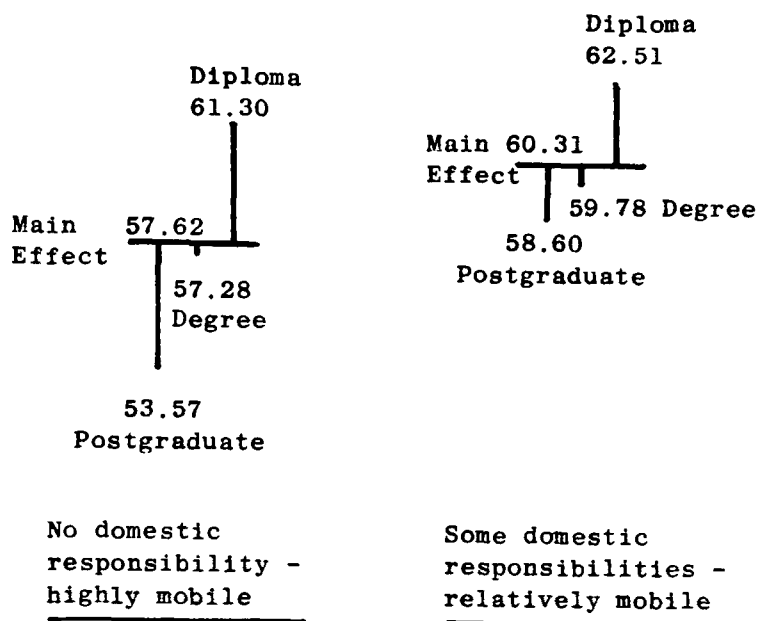 Diploma
61.30
Main 57.62
Effect
57.28
Degree
53.57
Postgraduate
No domestic
responsibility -
highly mobile
Diploma
62.51
Main 60.31
Effect
59.78 Degree
58.60
Postgraduate
Some domestic
responsibilities -
relatively mobile